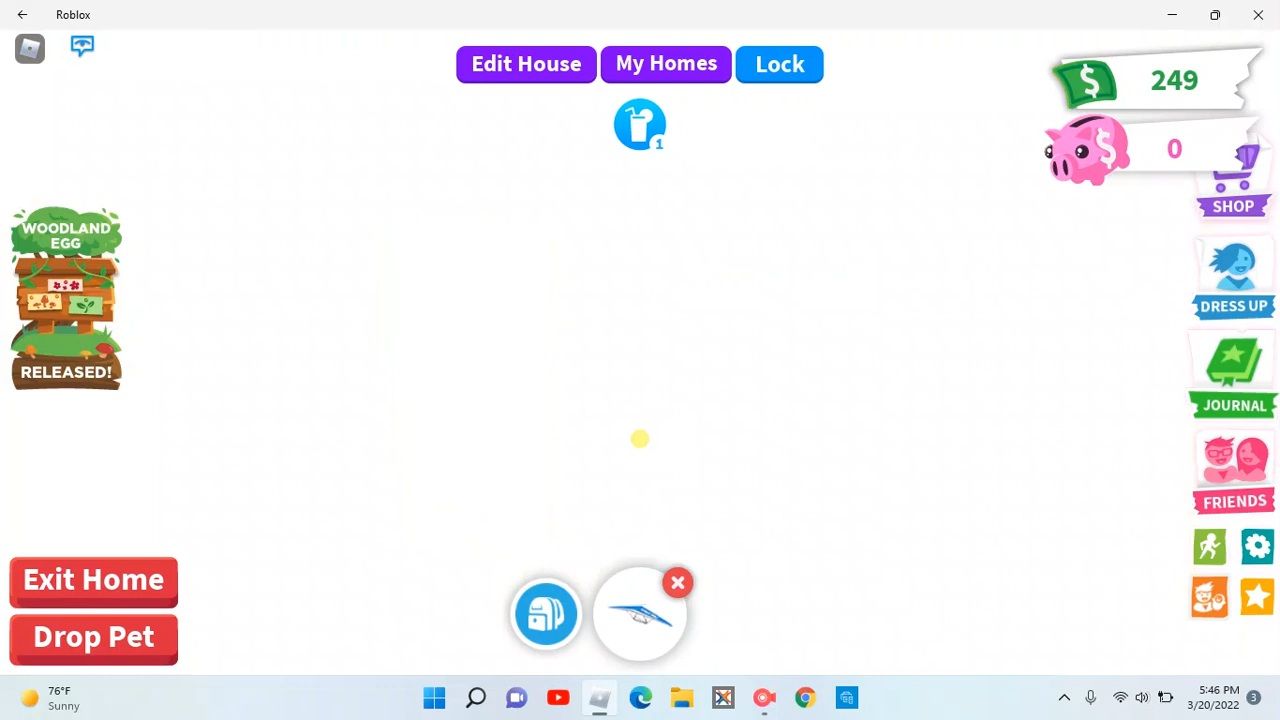 Roblox
Edit House
My Homes
Lock
249
0
1
SHOP
WOODLAND
EGG
RELEASED!
DRESS UP
JOURNAL
FRIENDS
Exit Home
Drop Pet
76°F
Sunny
5:46 PM
3/20/2022
3